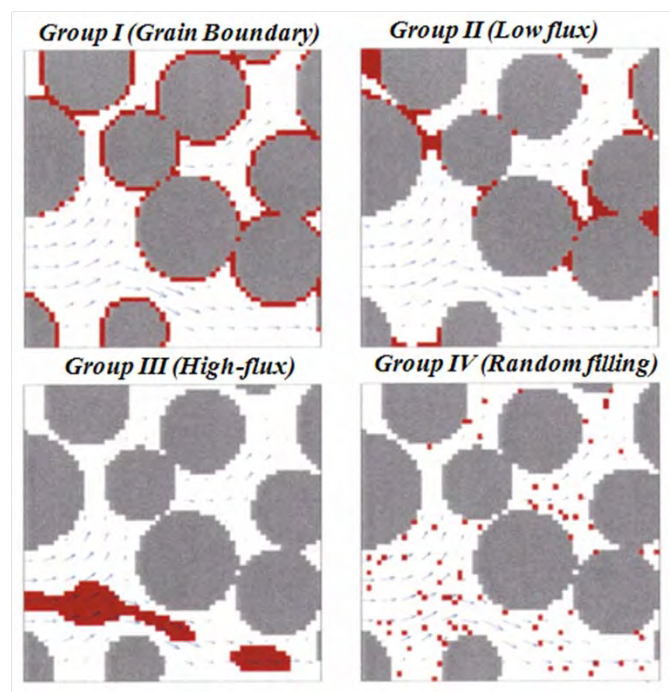 Group I (Grain Boundary)
Group II (Low flux)
Group III (High-flux)
Group IV (Random filling)